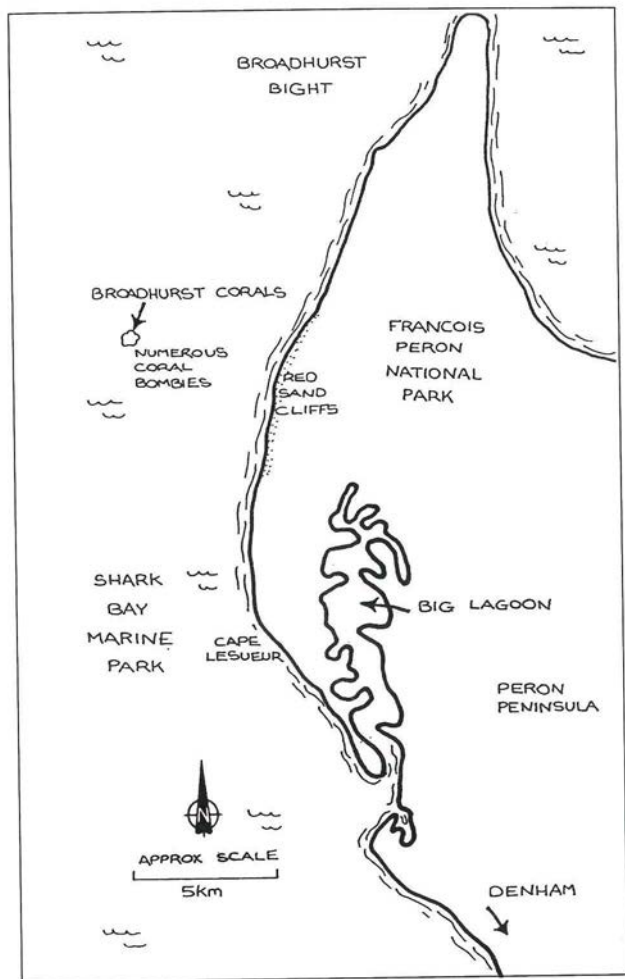 BROADHURST
BIGHT
BROADHURST CORALS
NUMEROUS
CORAL
BOMBIES
FRANCOIS
PERON
NATIONAL
PARK
RED
SAND
CLIFFS
SHARK
BAY
MARINE
PARK
BIG LAGOON
CAPE
LESUEUR
PERON
PENINSULA
N
APPROX SCALE
5km
DENHAM